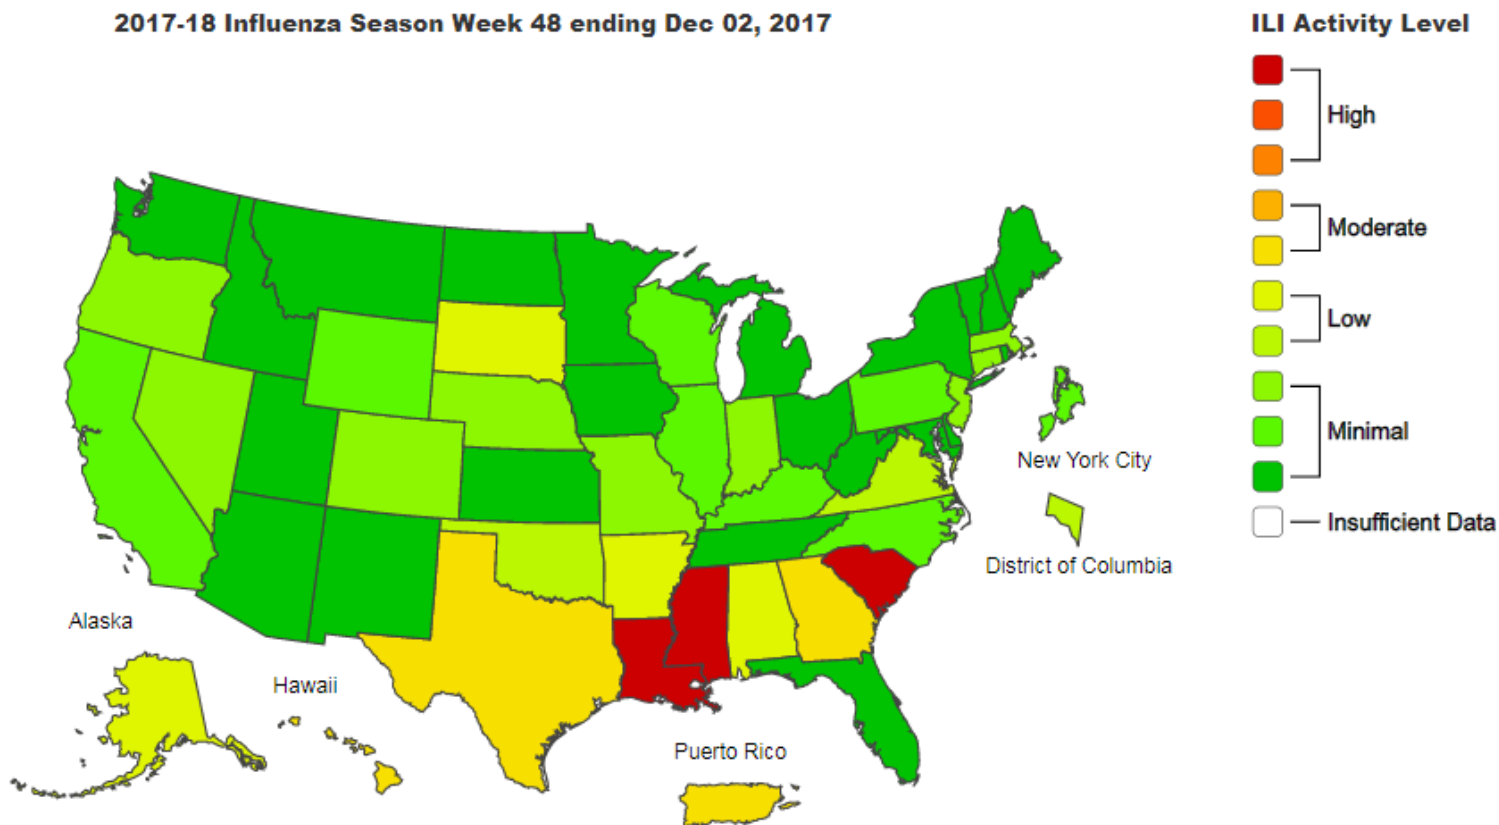 2017-18 Influenza Season Week 48 ending Dec 02, 2017
ILI Activity Level
High
Moderate
Low
Minimal
Insufficient Data
New York City
District of Columbia
Alaska
Hawaii
Puerto Rico